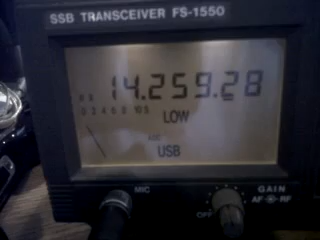 SSB TRANSCEIVER FS-1550
14.259.28
LOW
USB
MIC
GAIN
AF RF
OFF